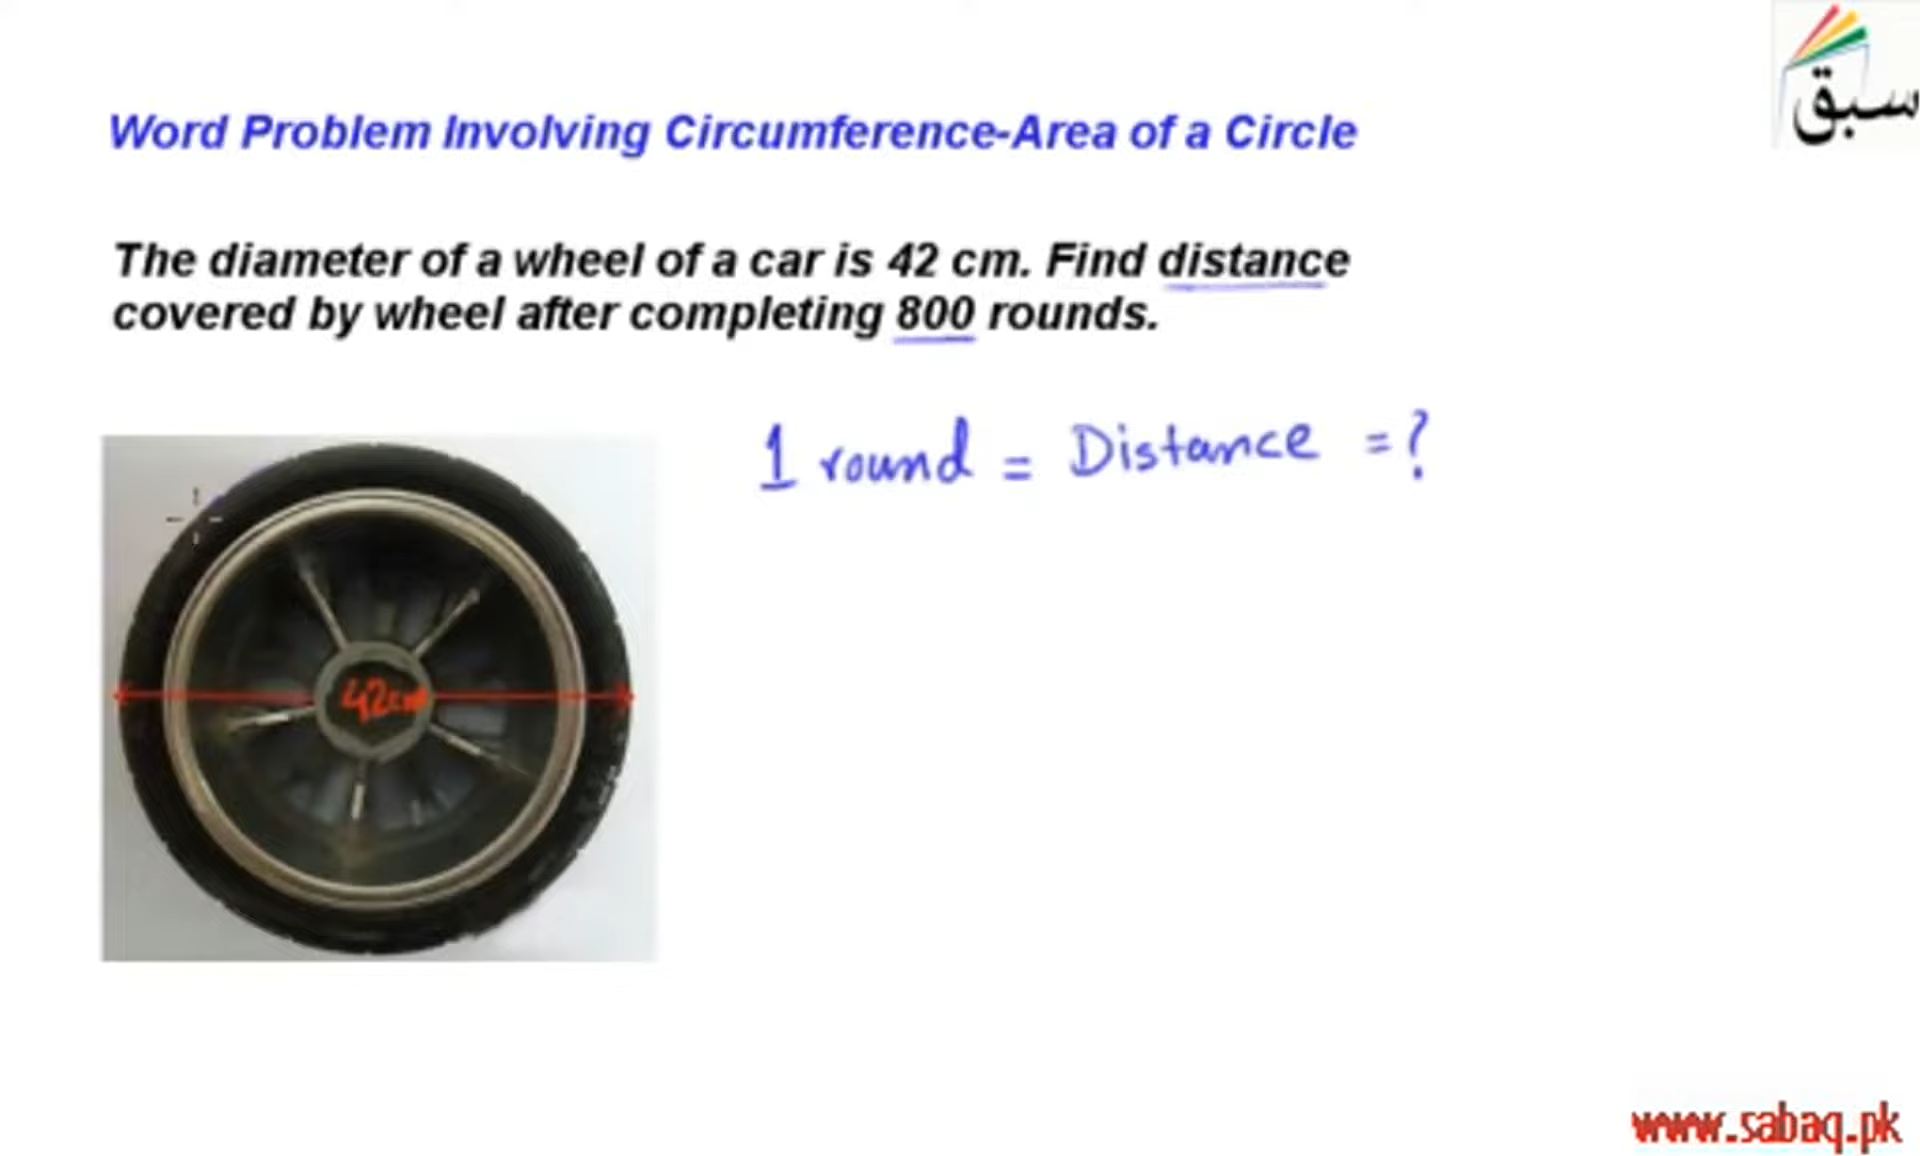 سبق
Word Problem Involving Circumference-Area of a Circle
The diameter of a wheel of a car is 42 cm. Find distance
covered by wheel after completing 800 rounds.
1 round = Distance = ?
42cm
www.sabaq.pk